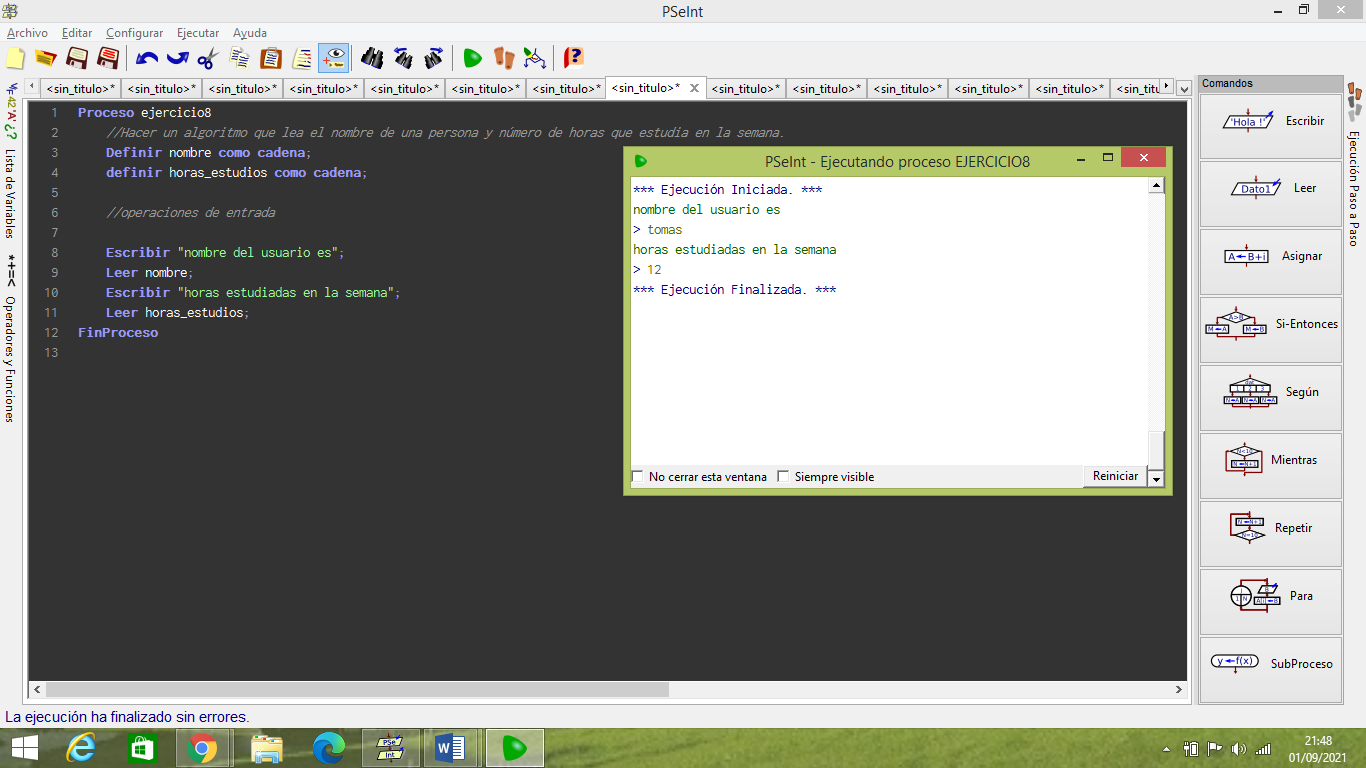 PSeInt
Archivo Editar Configurar Ejecutar Ayuda
<sin_titulo>* <sin_titulo>* <sin_titulo>* <sin_titulo>* <sin_titulo>* <sin_titulo>* <sin_titulo>* <sin_titulo>* <sin_titulo>* <sin_titulo>* <sin_titulo>* <sin_titulo>* <sin_titulo>* <sin_titu
1 Proceso ejercicio8
2 //Hacer un algoritmo que lea el nombre de una persona y número de horas que estudia en la semana.
3 Definir nombre como cadena;
4 definir horas_estudios como cadena;
5
6 //operaciones de entrada
7
8 Escribir "nombre del usuario es";
9 Leer nombre;
10 Escribir "horas estudiadas en la semana";
11 Leer horas_estudios;
12 FinProceso
13
Lista de Variables
*+=< Operadores y Funciones
PSeInt - Ejecutando proceso EJERCICIO8
*** Ejecución Iniciada. ***
nombre del usuario es
> tomas
horas estudiadas en la semana
> 12
*** Ejecución Finalizada. ***
No cerrar esta ventana Siempre visible Reiniciar
Comandos
'Hola !' Escribir
Dato1 Leer
A←B+i Asignar
Si-Entonces
Según
Mientras
Repetir
Para
y←f(x) SubProceso
Ejecución Paso a Paso
La ejecución ha finalizado sin errores.
PSe Int
21:48
01/09/2021